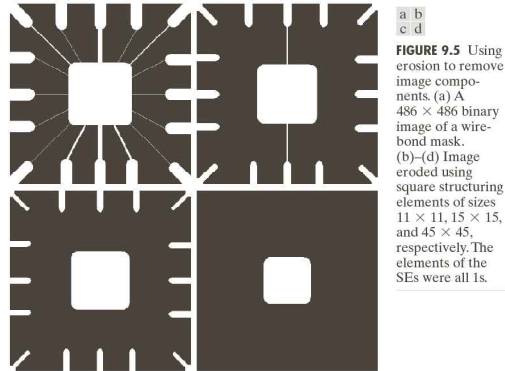 a b
c d
FIGURE 9.5 Using
erosion to remove
image compo-
nents. (a) A
486 × 486 binary
image of a wire-
bond mask.
(b)–(d) Image
eroded using
square structuring
elements of sizes
11 × 11, 15 × 15,
and 45 × 45,
respectively. The
elements of the
SEs were all 1s.